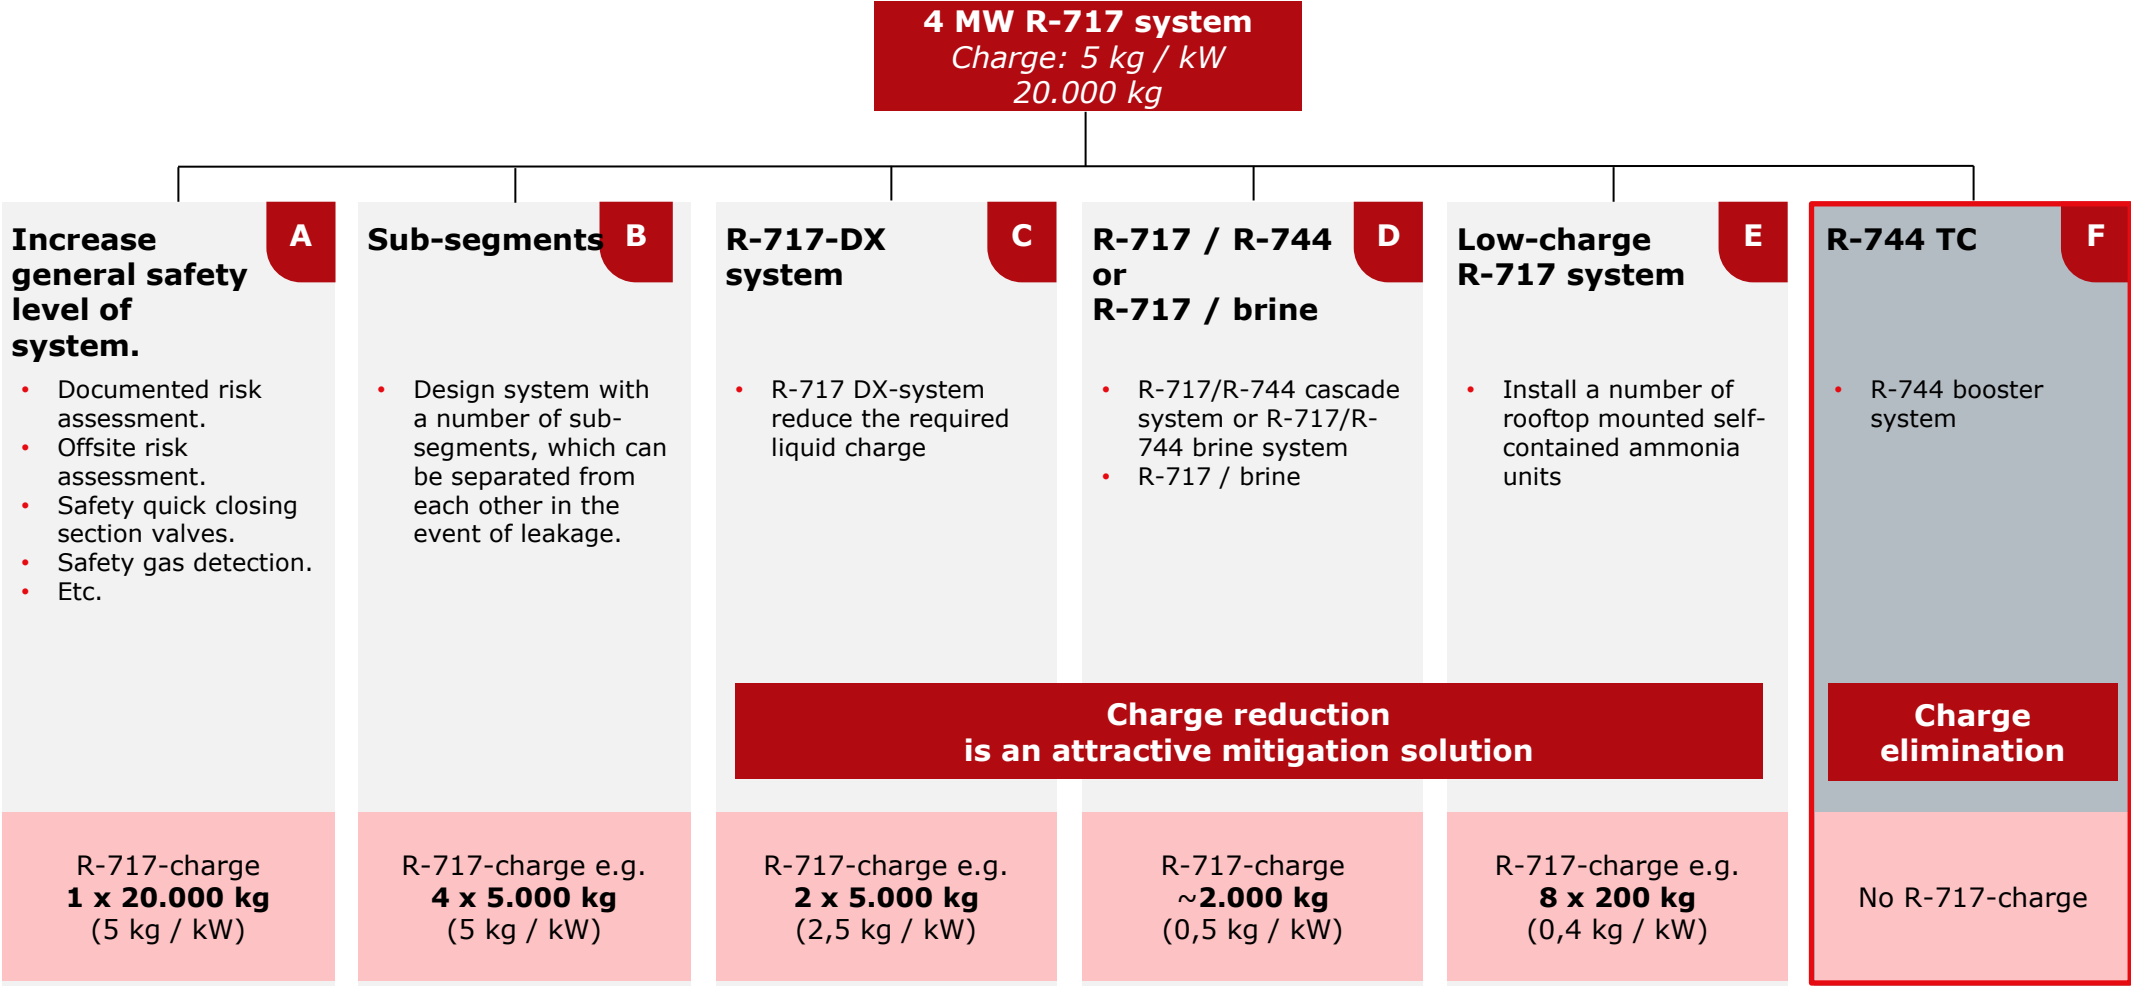 4 MW R-717 system
Charge: 5 kg / kW
20.000 kg
A
Increase
general safety
level of
system.
• Documented risk
assessment.
• Offsite risk
assessment.
• Safety quick closing
section valves.
• Safety gas detection.
• Etc.
R-717-charge
1 x 20.000 kg
(5 kg / kW)
B
Sub-segments
• Design system with
a number of sub-
segments, which can
be separated from
each other in the
event of leakage.
R-717-charge e.g.
4 x 5.000 kg
(5 kg / kW)
C
R-717-DX
system
• R-717 DX-system
reduce the required
liquid charge
R-717-charge e.g.
2 x 5.000 kg
(2,5 kg / kW)
D
R-717 / R-744
or
R-717 / brine
• R-717/R-744 cascade
system or R-717/R-
744 brine system
• R-717 / brine
R-717-charge
~2.000 kg
(0,5 kg / kW)
E
Low-charge
R-717 system
• Install a number of
rooftop mounted self-
contained ammonia
units
Charge reduction
is an attractive mitigation solution
R-717-charge e.g.
8 x 200 kg
(0,4 kg / kW)
F
R-744 TC
• R-744 booster
system
Charge
elimination
No R-717-charge